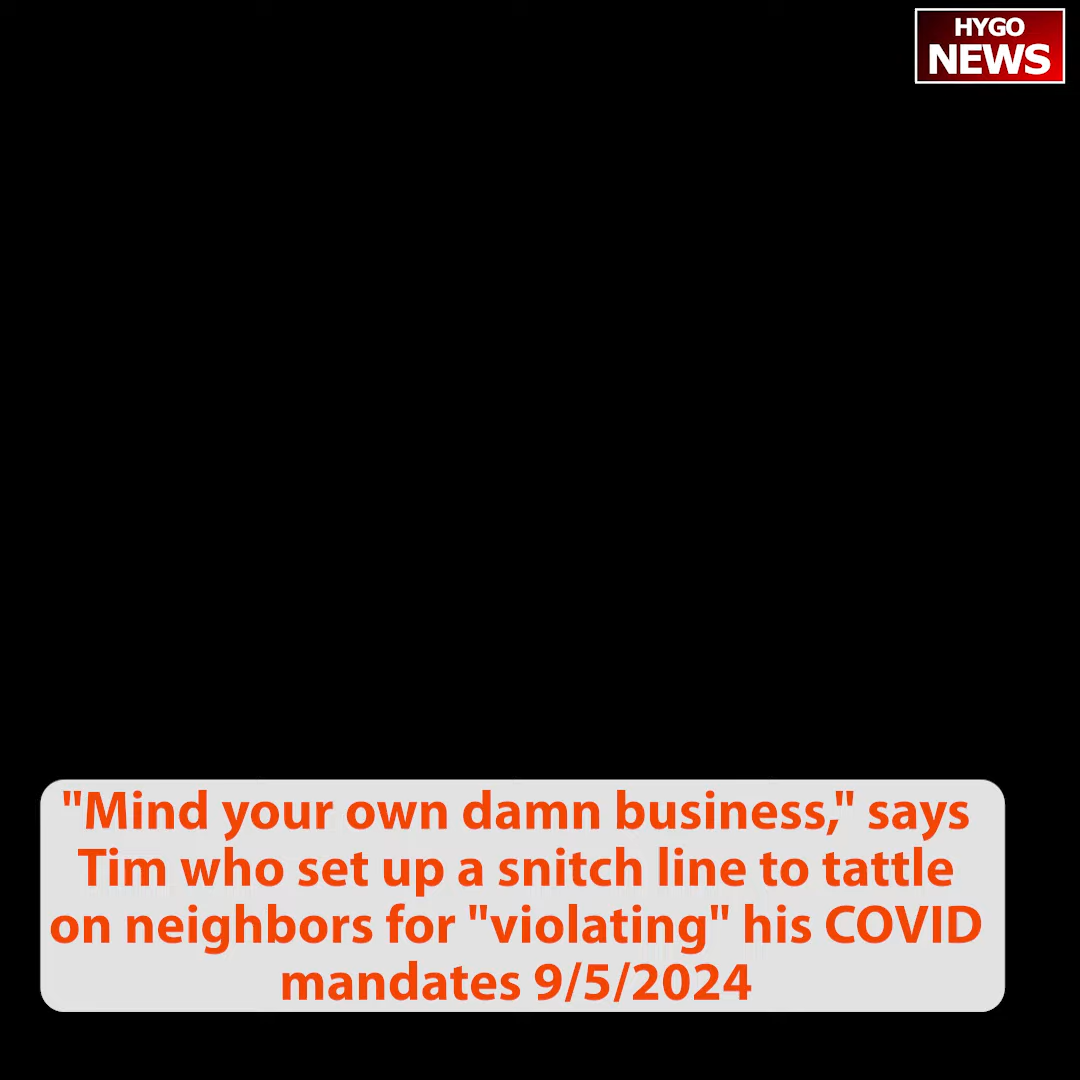 HYGO
NEWS
"Mind your own damn business," says
Tim who set up a snitch line to tattle
on neighbors for "violating" his COVID
mandates 9/5/2024